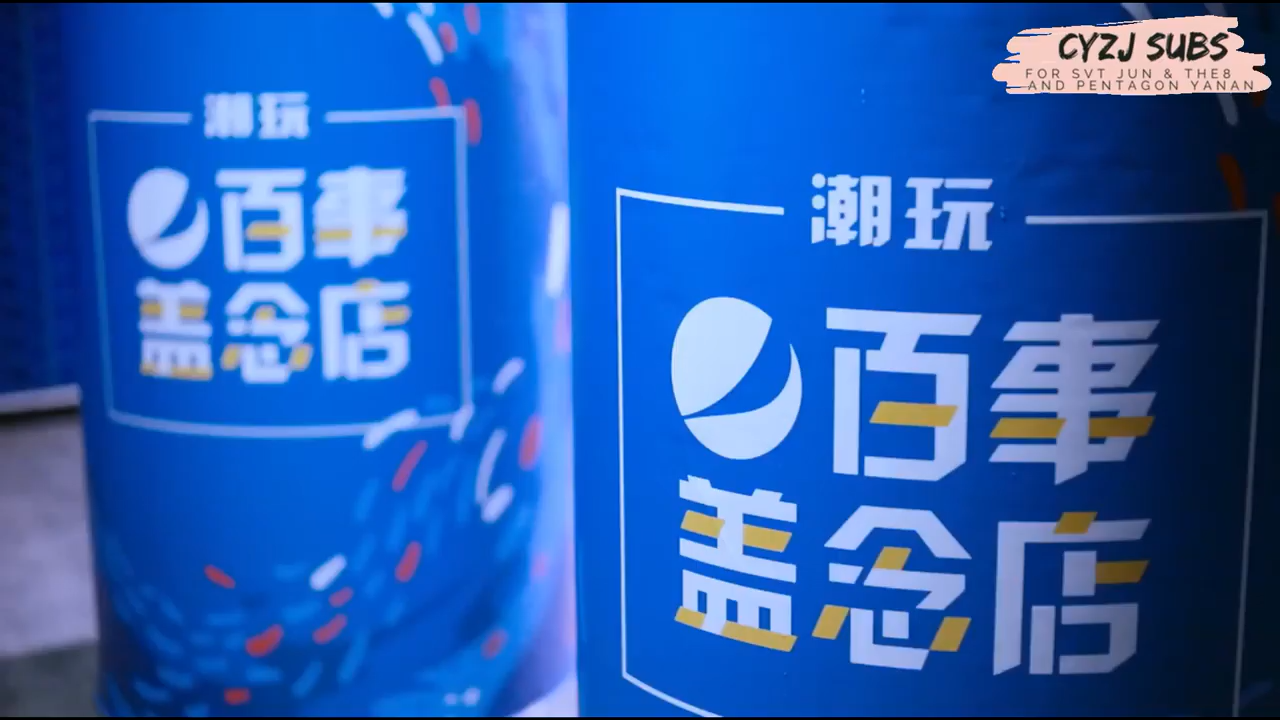 CYZJ SUBS
FOR SVT JUN & THE8
AND PENTAGON YANAN
潮玩
百事
盖念店
潮玩
百事
盖念店